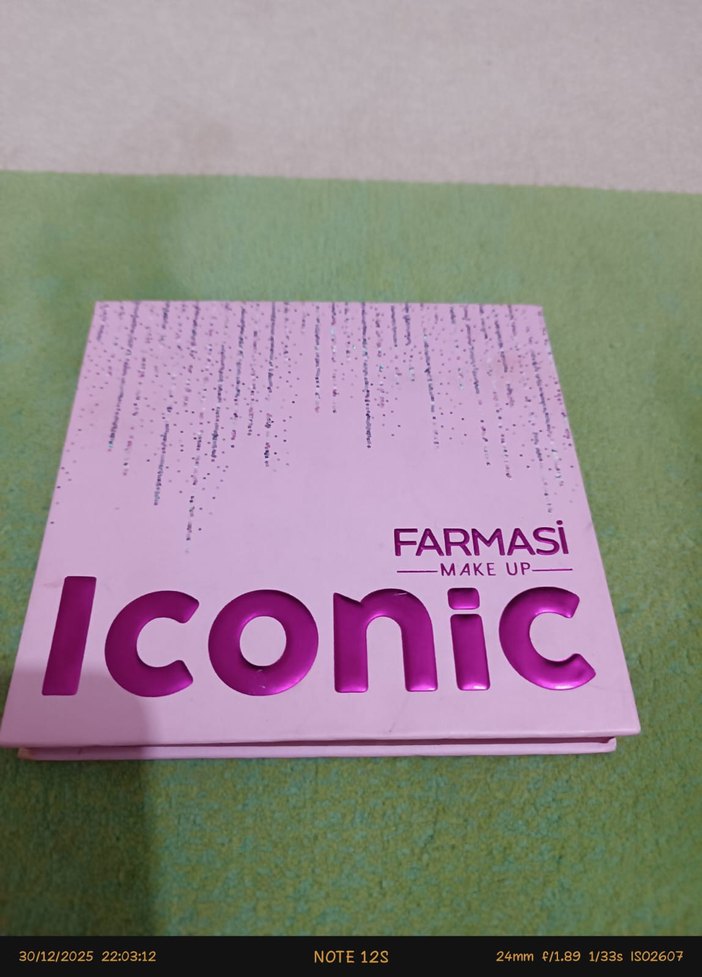 FARMASİ
MAKE UP
Iconic
30/12/2025 22:03:12
NOTE 12S
24mm f/1.89 1/33s ISO2607